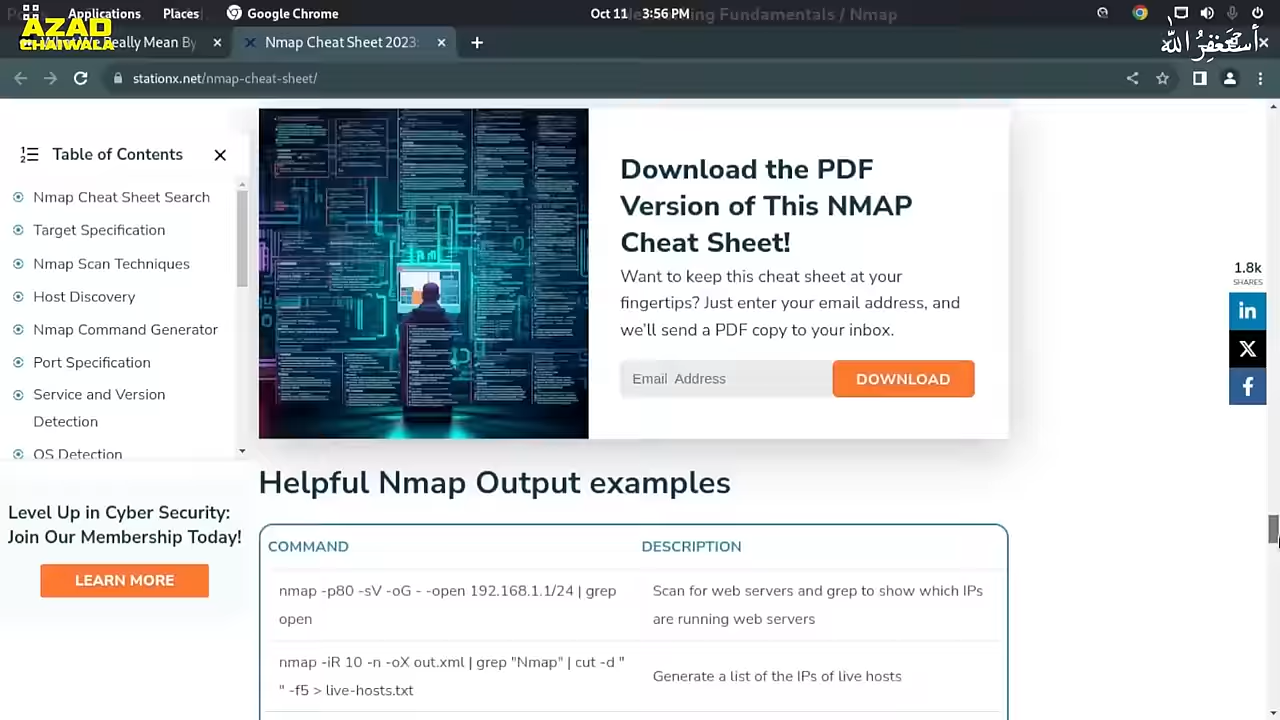 Applications Places Google Chrome Oct 11 3:56 PM ing Fundamentals / Nmap
AZAD
CHAIWALA
أستغفر الله
Really Mean By
Nmap Cheat Sheet 2023:
stationx.net/nmap-cheat-sheet/
Table of Contents
Nmap Cheat Sheet Search
Target Specification
Nmap Scan Techniques
Host Discovery
Nmap Command Generator
Port Specification
Service and Version
Detection
OS Detection
Level Up in Cyber Security:
Join Our Membership Today!
LEARN MORE
Download the PDF
Version of This NMAP
Cheat Sheet!
Want to keep this cheat sheet at your
fingertips? Just enter your email address, and
we'll send a PDF copy to your inbox.
Email Address
DOWNLOAD
1.8k
SHARES
Helpful Nmap Output examples
COMMAND DESCRIPTION
nmap -p80 -sV -oG - --open 192.168.1.1/24 | grep
open
Scan for web servers and grep to show which IPs
are running web servers
nmap -iR 10 -n -oX out.xml | grep "Nmap" | cut -d "
" -f5 > live-hosts.txt
Generate a list of the IPs of live hosts